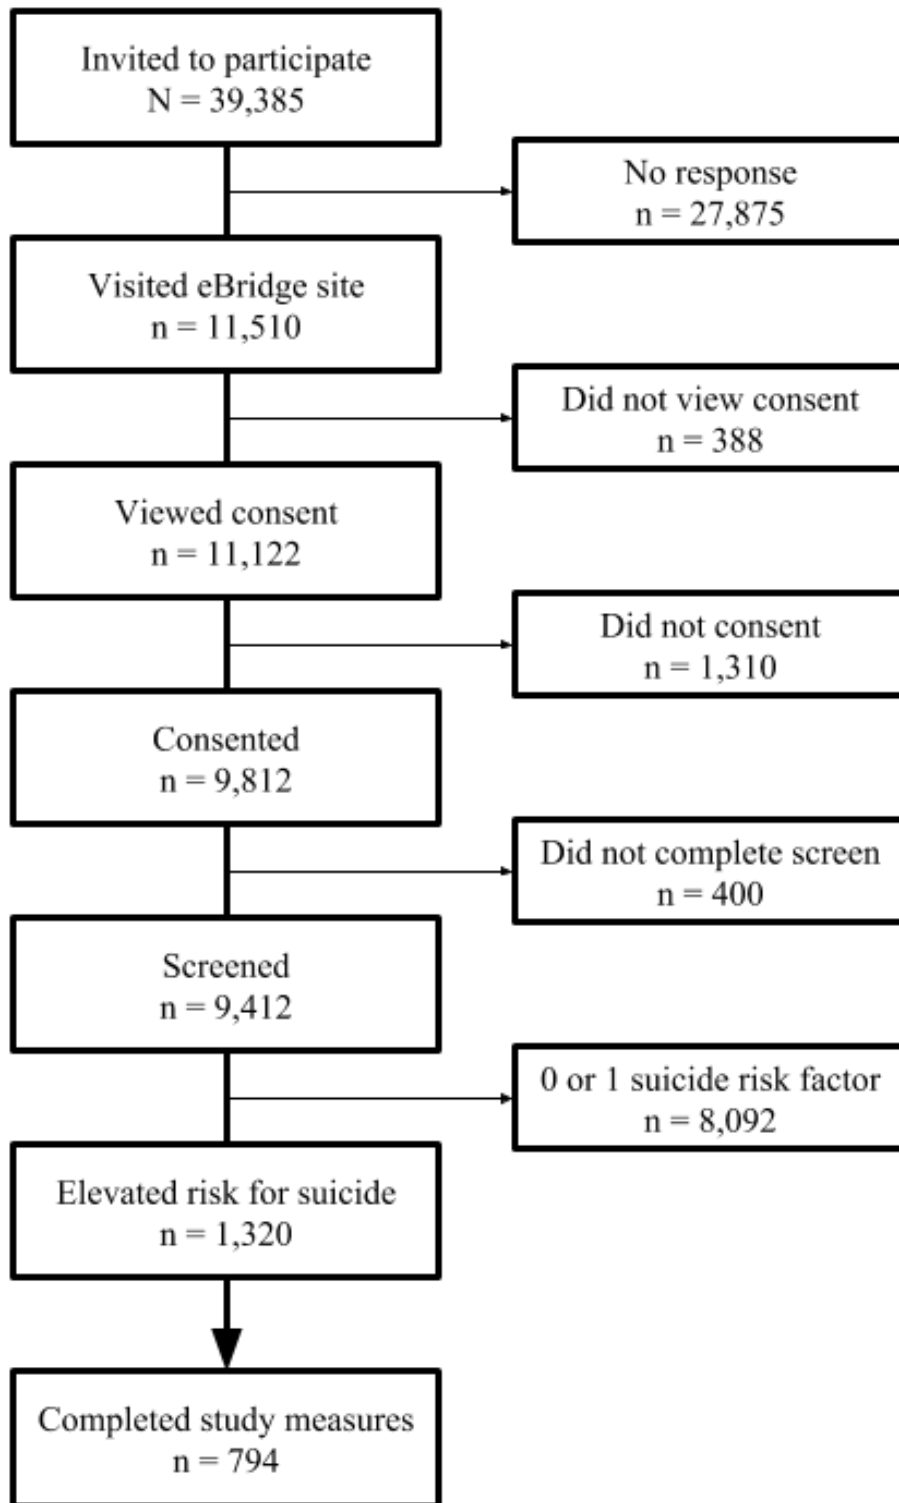 Invited to participate
N = 39,385
No response
n = 27,875
Visited eBridge site
n = 11,510
Did not view consent
n = 388
Viewed consent
n = 11,122
Did not consent
n = 1,310
Consented
n = 9,812
Did not complete screen
n = 400
Screened
n = 9,412
0 or 1 suicide risk factor
n = 8,092
Elevated risk for suicide
n = 1,320
Completed study measures
n = 794